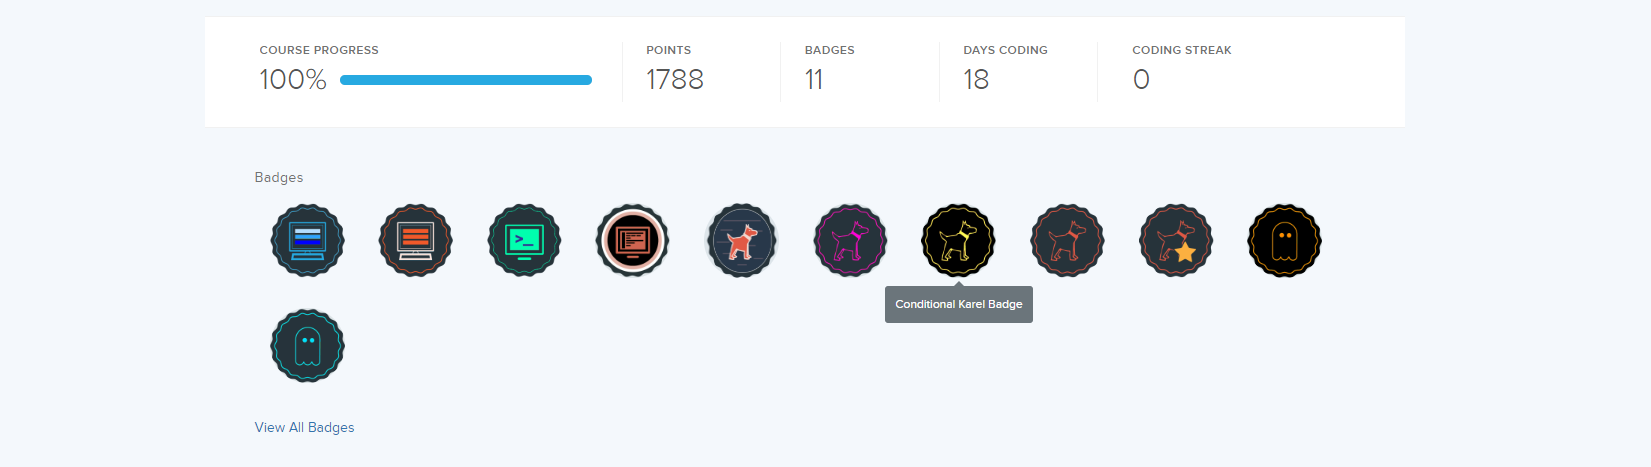 COURSE PROGRESS
100%
POINTS
1788
BADGES
11
DAYS CODING
18
CODING STREAK
0
Badges
>_
Conditional Karel Badge
View All Badges